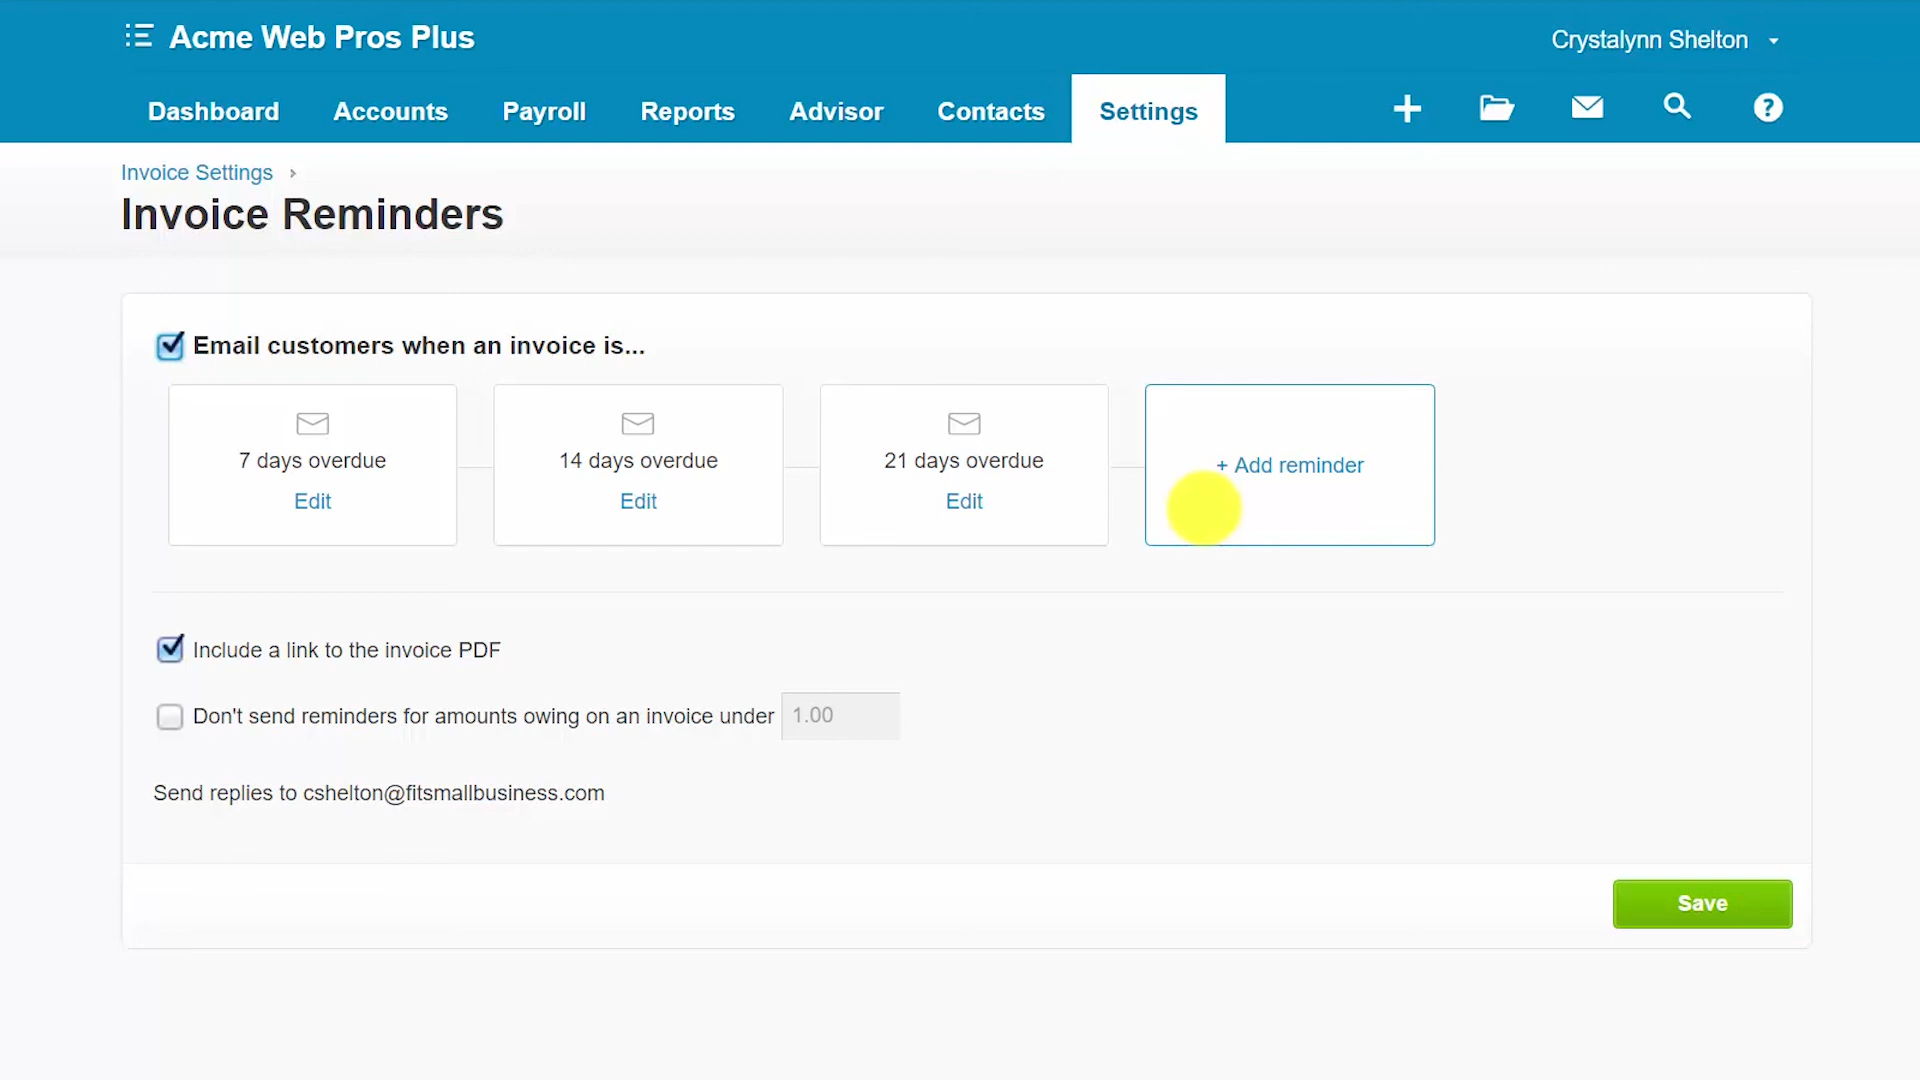 Acme Web Pros Plus
Crystalynn Shelton
Dashboard Accounts Payroll Reports Advisor Contacts Settings
Invoice Settings ›
Invoice Reminders
Email customers when an invoice is...
7 days overdue
Edit
14 days overdue
Edit
21 days overdue
Edit
+ Add reminder
Include a link to the invoice PDF
Don't send reminders for amounts owing on an invoice under 1.00
Send replies to cshelton@fitsmallbusiness.com
Save